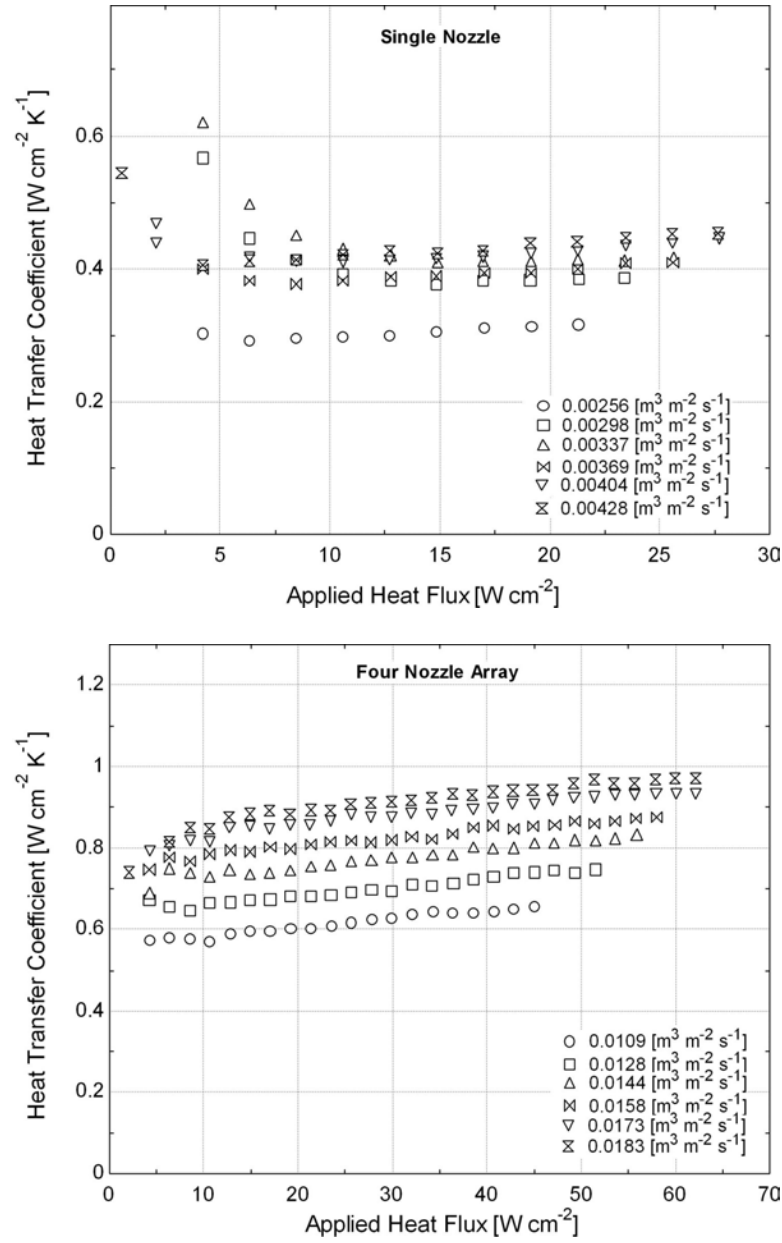 Single Nozzle
Heat Tranfer Coefficient [W cm⁻² K⁻¹]
0.6
0.4
0.2
0
○ 0.00256 [m³ m⁻² s⁻¹]
□ 0.00298 [m³ m⁻² s⁻¹]
△ 0.00337 [m³ m⁻² s⁻¹]
⋈ 0.00369 [m³ m⁻² s⁻¹]
▽ 0.00404 [m³ m⁻² s⁻¹]
⧖ 0.00428 [m³ m⁻² s⁻¹]
0 5 10 15 20 25 30
Applied Heat Flux [W cm⁻²]
Four Nozzle Array
Heat Transfer Coefficient [W cm⁻² K⁻¹]
1.2
1
0.8
0.6
0.4
0.2
0
○ 0.0109 [m³ m⁻² s⁻¹]
□ 0.0128 [m³ m⁻² s⁻¹]
△ 0.0144 [m³ m⁻² s⁻¹]
⋈ 0.0158 [m³ m⁻² s⁻¹]
▽ 0.0173 [m³ m⁻² s⁻¹]
⧖ 0.0183 [m³ m⁻² s⁻¹]
0 10 20 30 40 50 60 70
Applied Heat Flux [W cm⁻²]